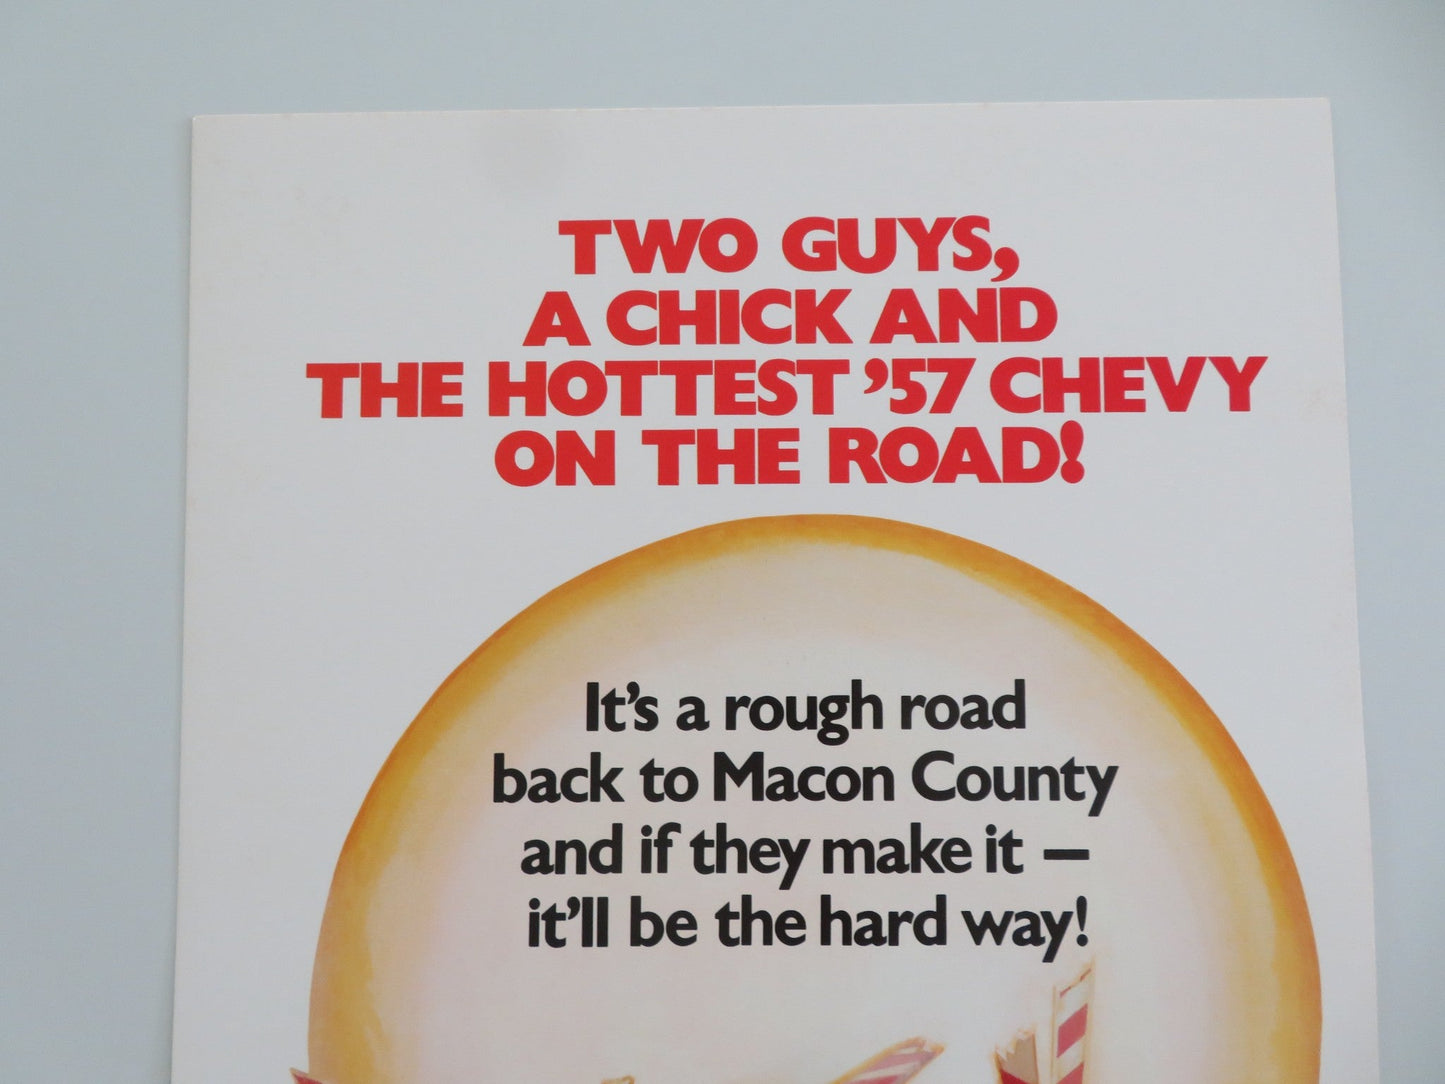 TWO GUYS,
A CHICK AND
THE HOTTEST ’57 CHEVY
ON THE ROAD!
It’s a rough road
back to Macon County
and if they make it —
it’ll be the hard way!